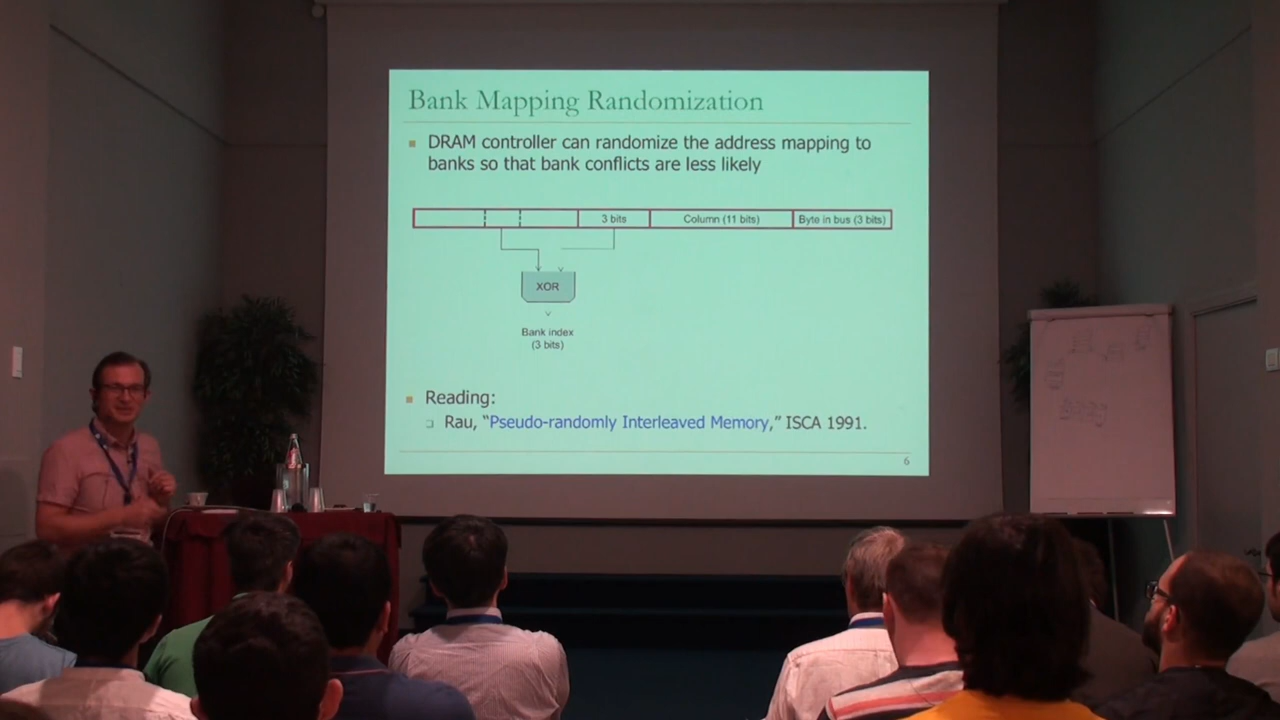 Bank Mapping Randomization
DRAM controller can randomize the address mapping to
banks so that bank conflicts are less likely
3 bits
Column (11 bits)
Byte in bus (3 bits)
XOR
Bank index
(3 bits)
Reading:
Rau, “Pseudo-randomly Interleaved Memory,” ISCA 1991.
6